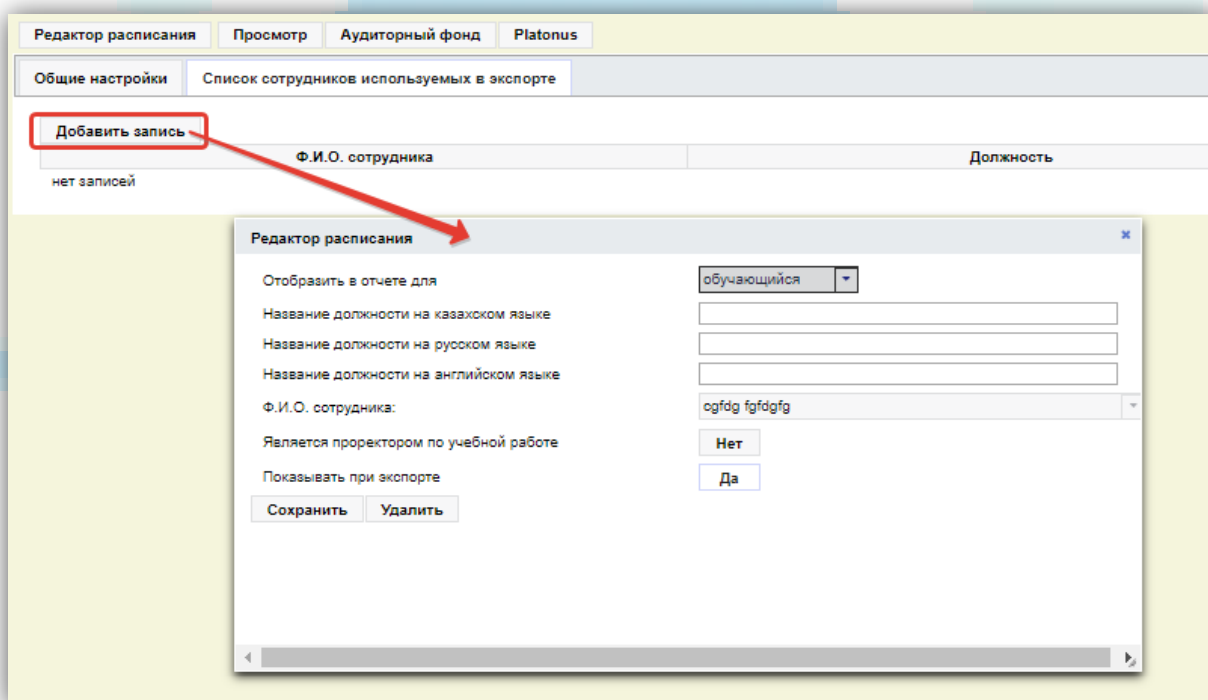 Редактор расписания Просмотр Аудиторный фонд Platonus
Общие настройки Список сотрудников используемых в экспорте
Добавить запись
Ф.И.О. сотрудника Должность
нет записей
Редактор расписания
Отобразить в отчете для обучающийся
Название должности на казахском языке
Название должности на русском языке
Название должности на английском языке
Ф.И.О. сотрудника: cgfdg fgfdgfg
Является проректором по учебной работе Нет
Показывать при экспорте Да
Сохранить Удалить